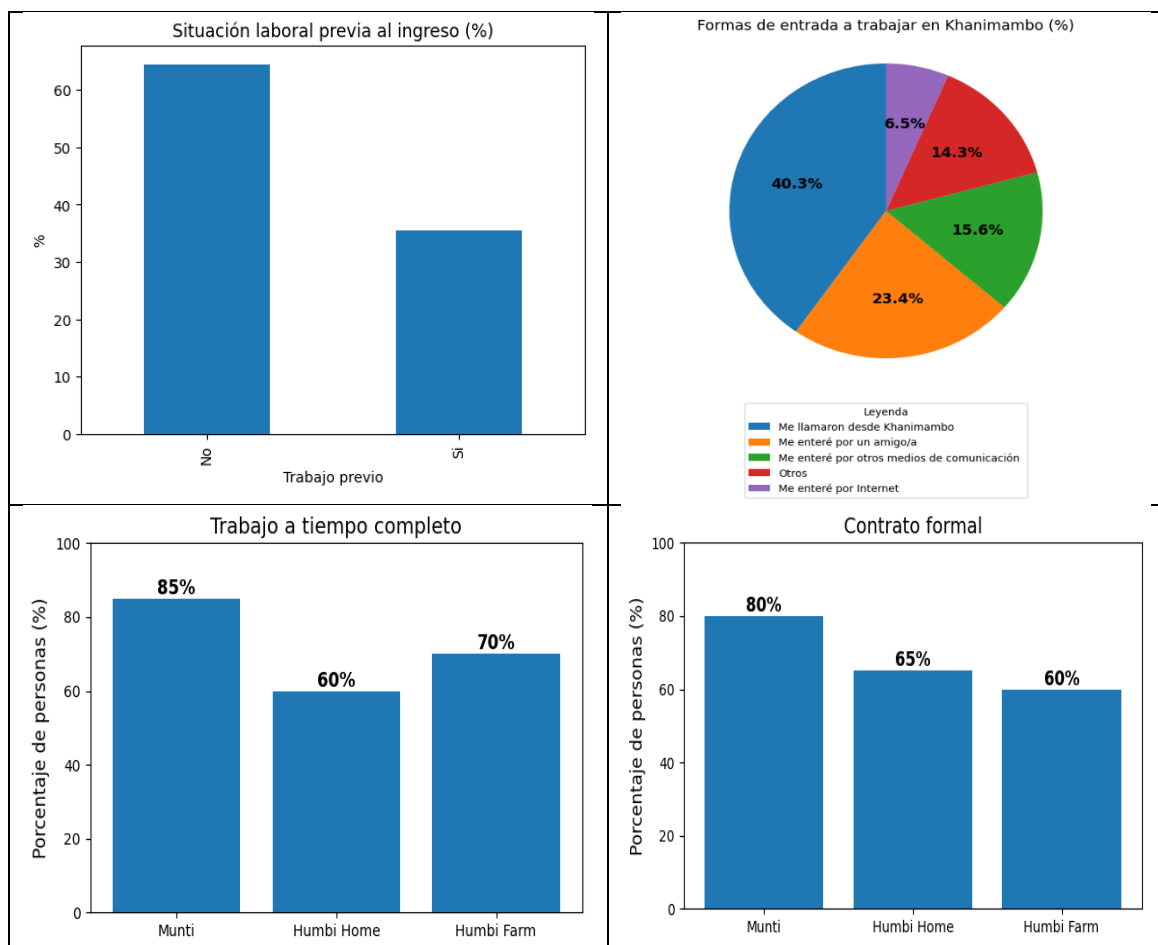 Situación laboral previa al ingreso (%)
60
50
40
30
20
10
0
%
No
Si
Trabajo previo
Formas de entrada a trabajar en Khanimambo (%)
6.5%
14.3%
40.3%
15.6%
23.4%
Leyenda
Me llamaron desde Khanimambo
Me enteré por un amigo/a
Me enteré por otros medios de comunicación
Otros
Me enteré por Internet
Trabajo a tiempo completo
Porcentaje de personas (%)
100
80
60
40
20
0
85%
60%
70%
Munti
Humbi Home
Humbi Farm
Contrato formal
Porcentaje de personas (%)
100
80
60
40
20
0
80%
65%
60%
Munti
Humbi Home
Humbi Farm